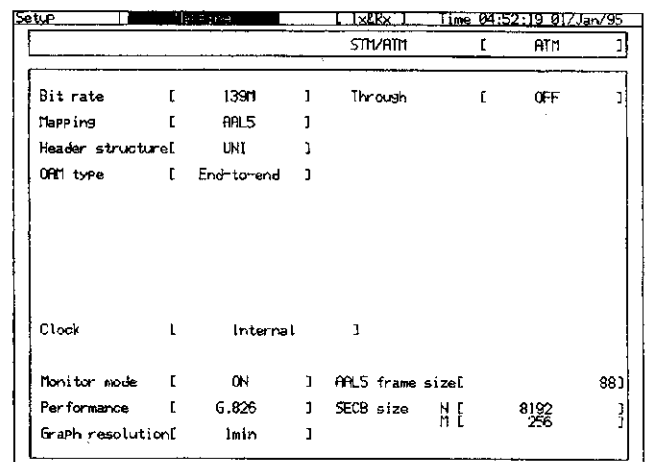 Setup [ ] [ Tx&Rx ] Time 04:52:19 01/Jan/95
STM/ATM [ ATM ]
Bit rate [ 139M ] Through [ OFF ]
Mapping [ AAL5 ]
Header structure[ UNI ]
OAM type [ End-to-end ]
Clock [ Internal ]
Monitor mode [ ON ] AAL5 frame size[ 88]
Performance [ G.826 ] SECB size N [ 8192 ]
M [ 256 ]
Graph resolution[ 1min ]